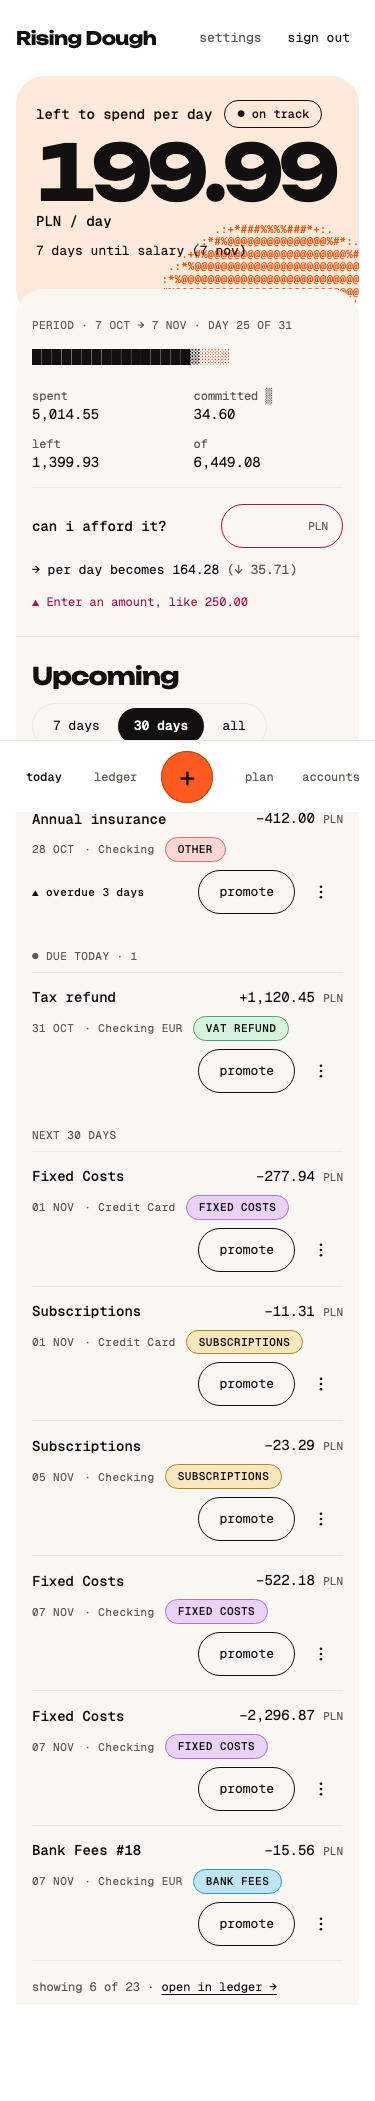 Rising Dough settings sign out
left to spend per day ● on track
199.99
PLN / day
7 days until salary (7 nov)
PERIOD · 7 OCT → 7 NOV · DAY 25 OF 31
spent committed ▒
5,014.55 34.60
left of
1,399.93 6,449.08
can i afford it? PLN
→ per day becomes 164.28 (↓ 35.71)
▲ Enter an amount, like 250.00
Upcoming
7 days 30 days all
today ledger + plan accounts
Annual insurance −412.00 PLN
28 OCT · Checking OTHER
▲ overdue 3 days promote ⋮
● DUE TODAY · 1
Tax refund +1,120.45 PLN
31 OCT · Checking EUR VAT REFUND
promote ⋮
NEXT 30 DAYS
Fixed Costs −277.94 PLN
01 NOV · Credit Card FIXED COSTS
promote ⋮
Subscriptions −11.31 PLN
01 NOV · Credit Card SUBSCRIPTIONS
promote ⋮
Subscriptions −23.29 PLN
05 NOV · Checking SUBSCRIPTIONS
promote ⋮
Fixed Costs −522.18 PLN
07 NOV · Checking FIXED COSTS
promote ⋮
Fixed Costs −2,296.87 PLN
07 NOV · Checking FIXED COSTS
promote ⋮
Bank Fees #18 −15.56 PLN
07 NOV · Checking EUR BANK FEES
promote ⋮
showing 6 of 23 · open in ledger →